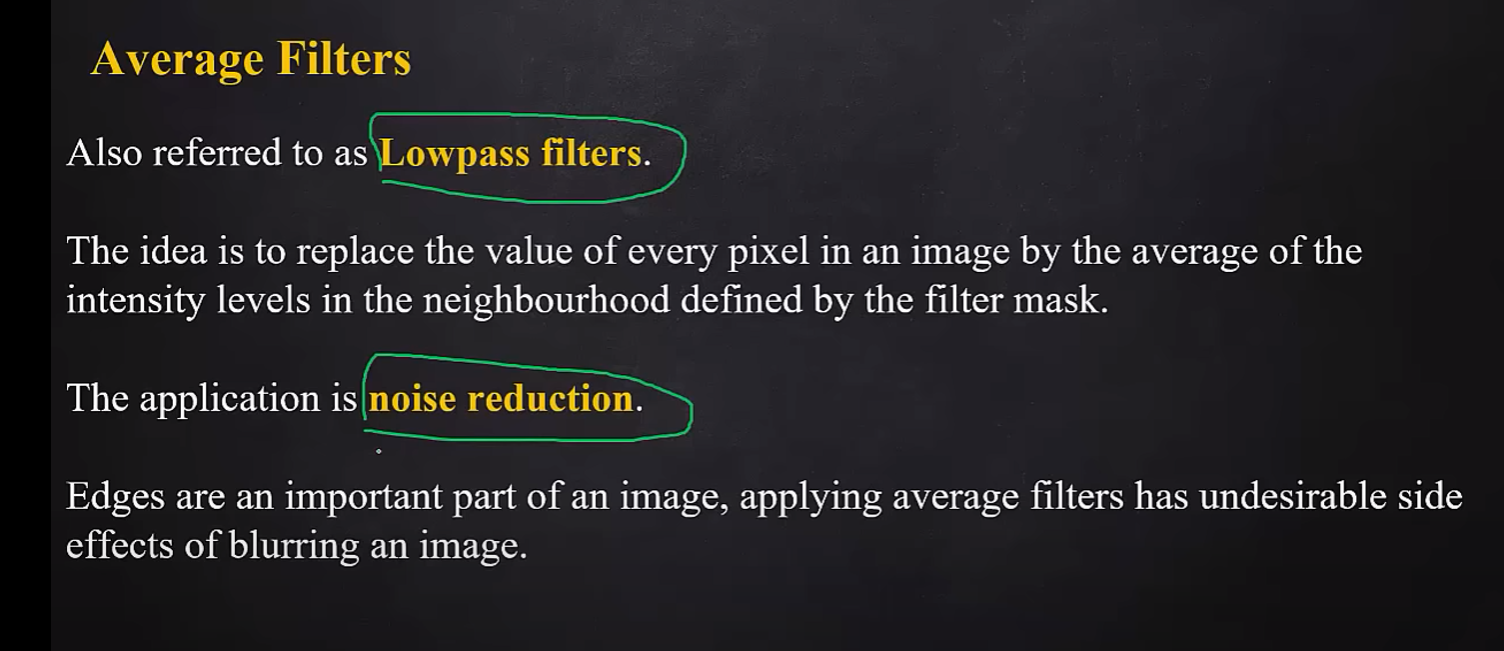 Average Filters
Also referred to as Lowpass filters.
The idea is to replace the value of every pixel in an image by the average of the
intensity levels in the neighbourhood defined by the filter mask.
The application is noise reduction.
Edges are an important part of an image, applying average filters has undesirable side
effects of blurring an image.